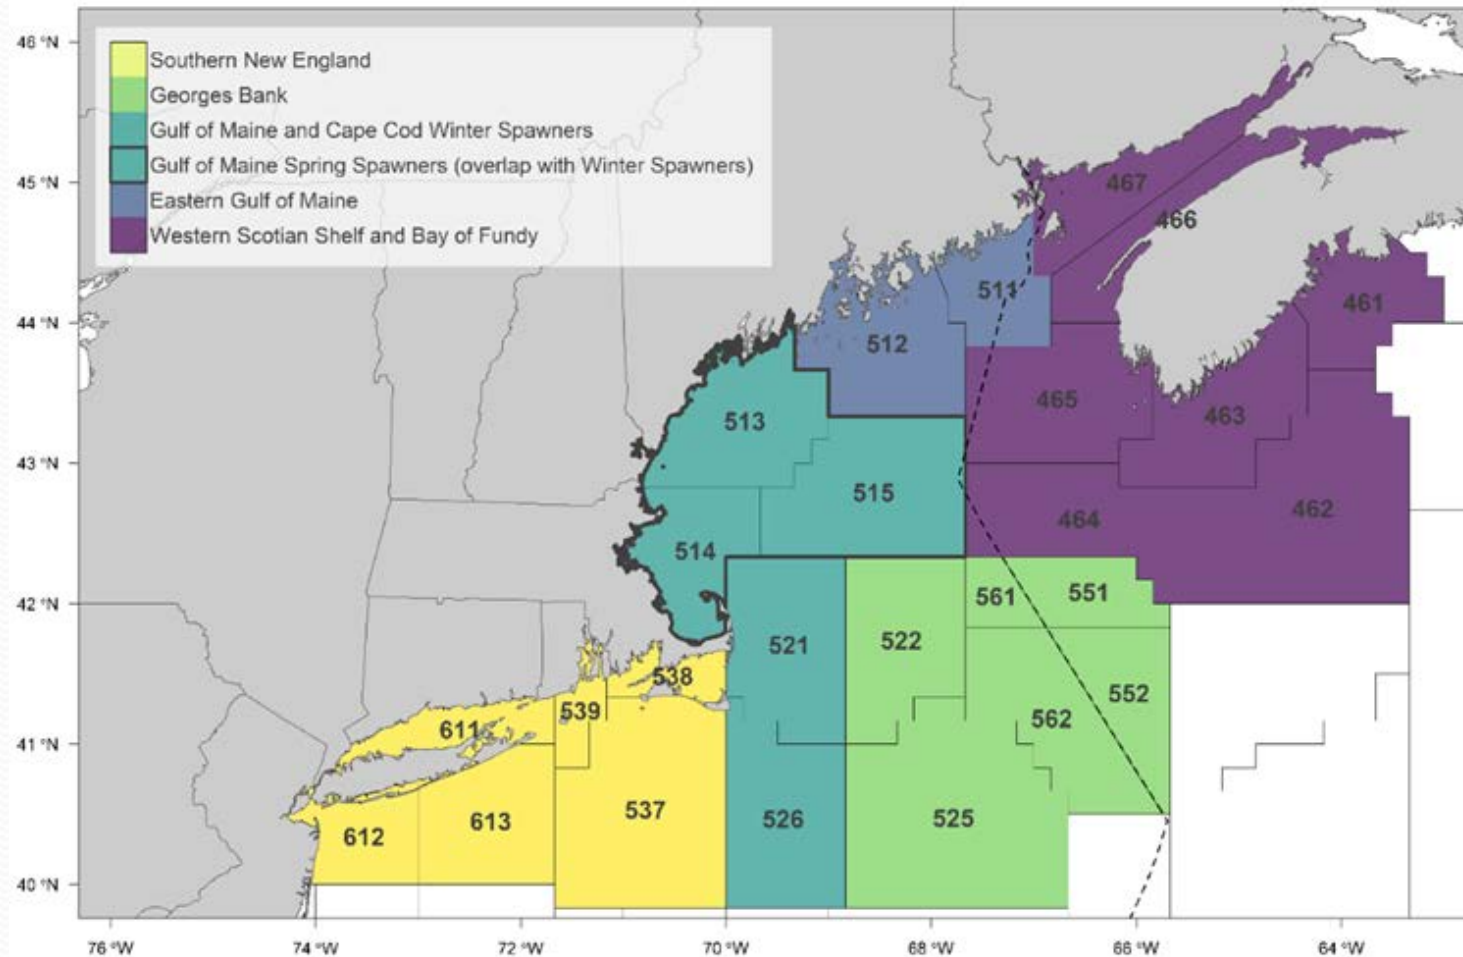 46 °N
Southern New England
Georges Bank
Gulf of Maine and Cape Cod Winter Spawners
Gulf of Maine Spring Spawners (overlap with Winter Spawners)
Eastern Gulf of Maine
Western Scotian Shelf and Bay of Fundy
45 °N
467
466
511
461
44 °N
512
465
463
513
43 °N
515
464
462
514
42 °N
561
551
521
522
538
552
539
562
611
41 °N
537
613
612
526
525
40 °N
76 °W
74 °W
72 °W
70 °W
68 °W
66 °W
64 °W